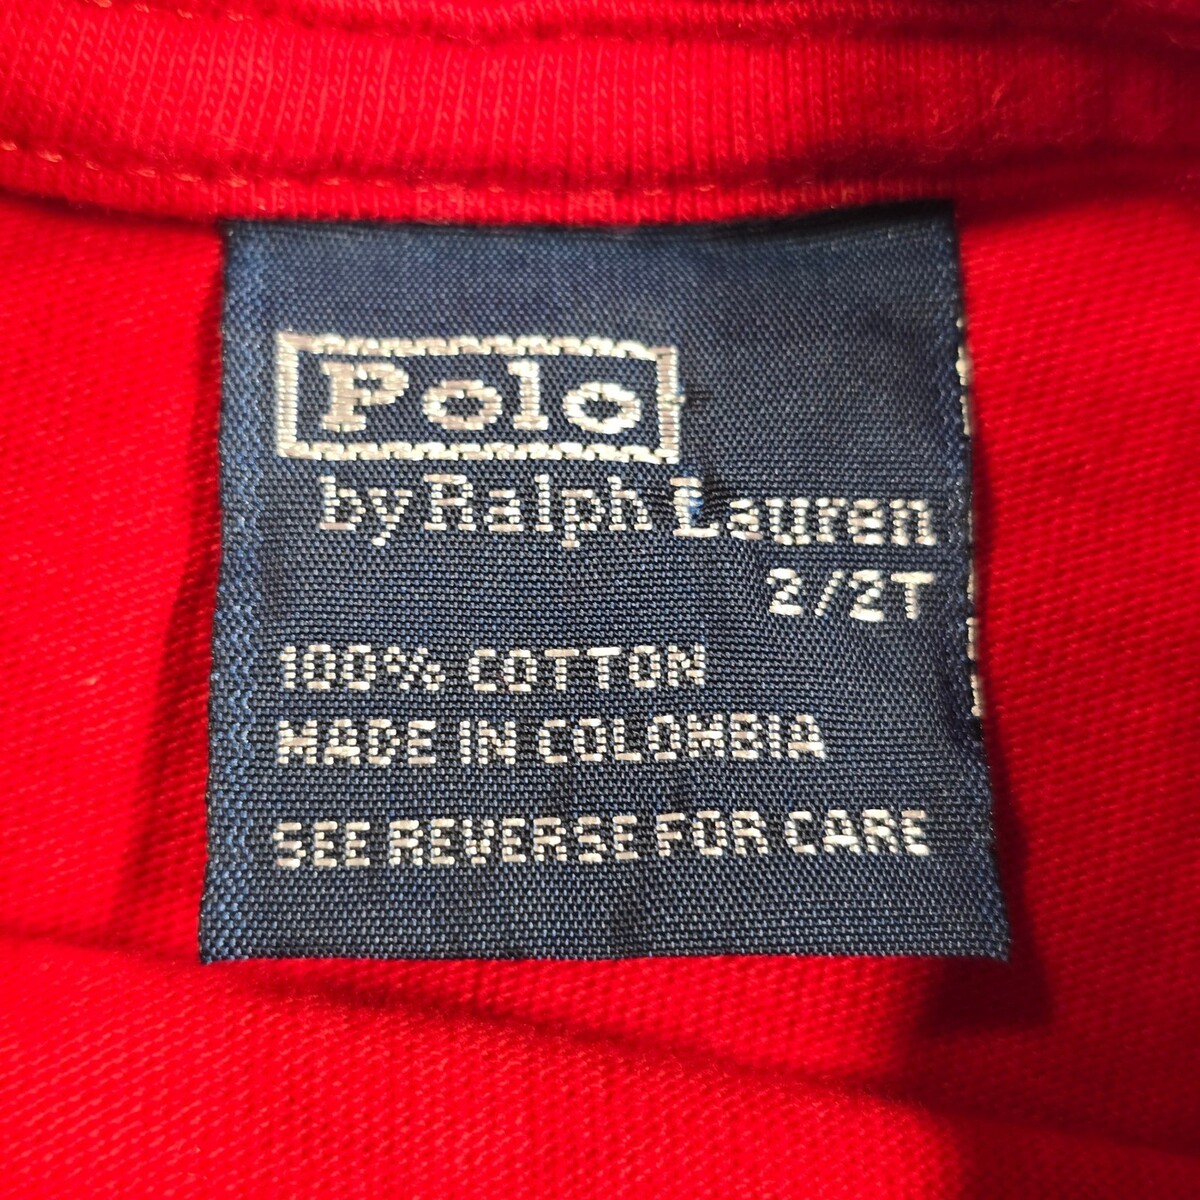 Polo
by Ralph Lauren
2/2T
100% COTTON
MADE IN COLOMBIA
SEE REVERSE FOR CARE